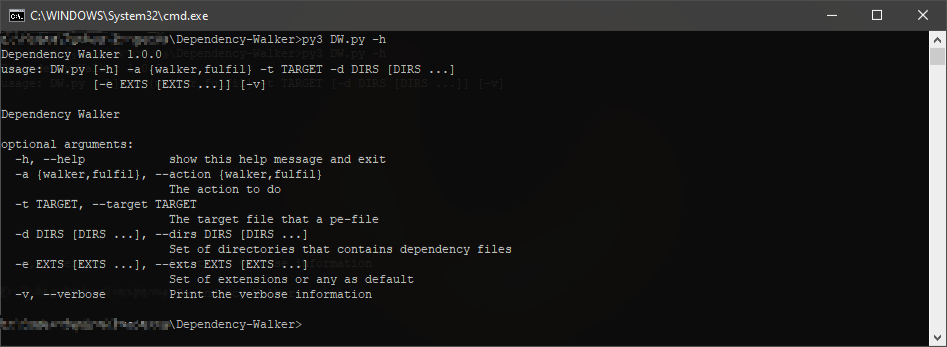 C:\WINDOWS\System32\cmd.exe
\Dependency-Walker>py3 DW.py -h
Dependency Walker 1.0.0
usage: DW.py [-h] -a {walker,fulfil} -t TARGET -d DIRS [DIRS ...]
[-e EXTS [EXTS ...]] [-v]
Dependency Walker
optional arguments:
-h, --help show this help message and exit
-a {walker,fulfil}, --action {walker,fulfil}
The action to do
-t TARGET, --target TARGET
The target file that a pe-file
-d DIRS [DIRS ...], --dirs DIRS [DIRS ...]
Set of directories that contains dependency files
-e EXTS [EXTS ...], --exts EXTS [EXTS ...]
Set of extensions or any as default
-v, --verbose Print the verbose information
\Dependency-Walker>